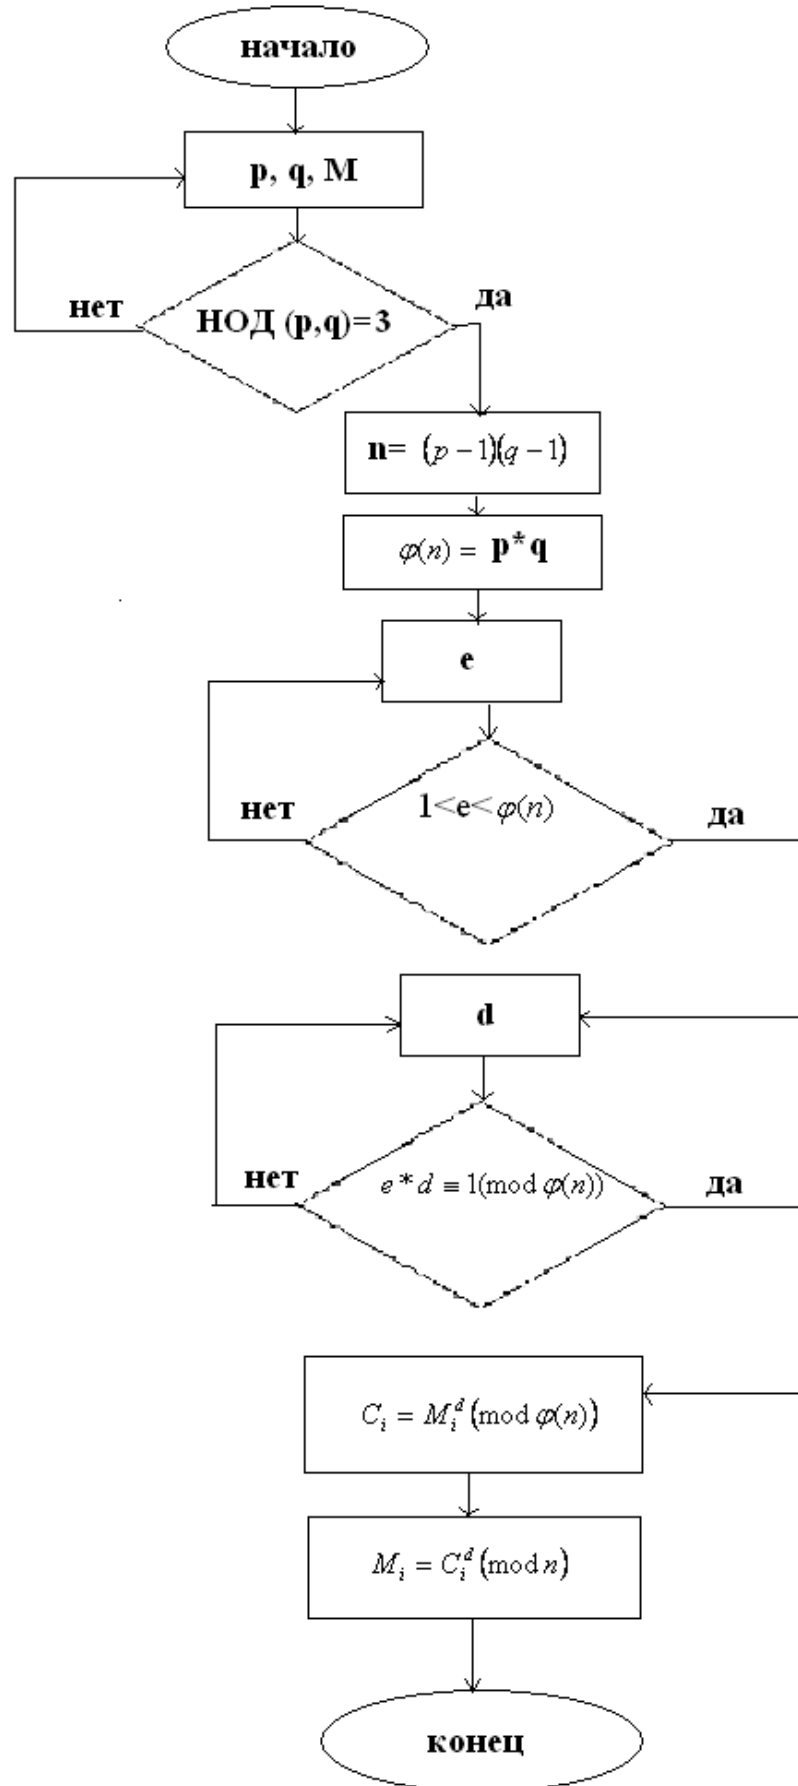 начало
p, q, M
нет
НОД (p,q)=3
да
n= (p − 1)(q − 1)
φ(n) = p*q
e
нет
1<e<φ(n)
да
d
нет
e * d ≡ 1(mod φ(n))
да
C_i = M_i^d (mod φ(n))
M_i = C_i^d (mod n)
конец